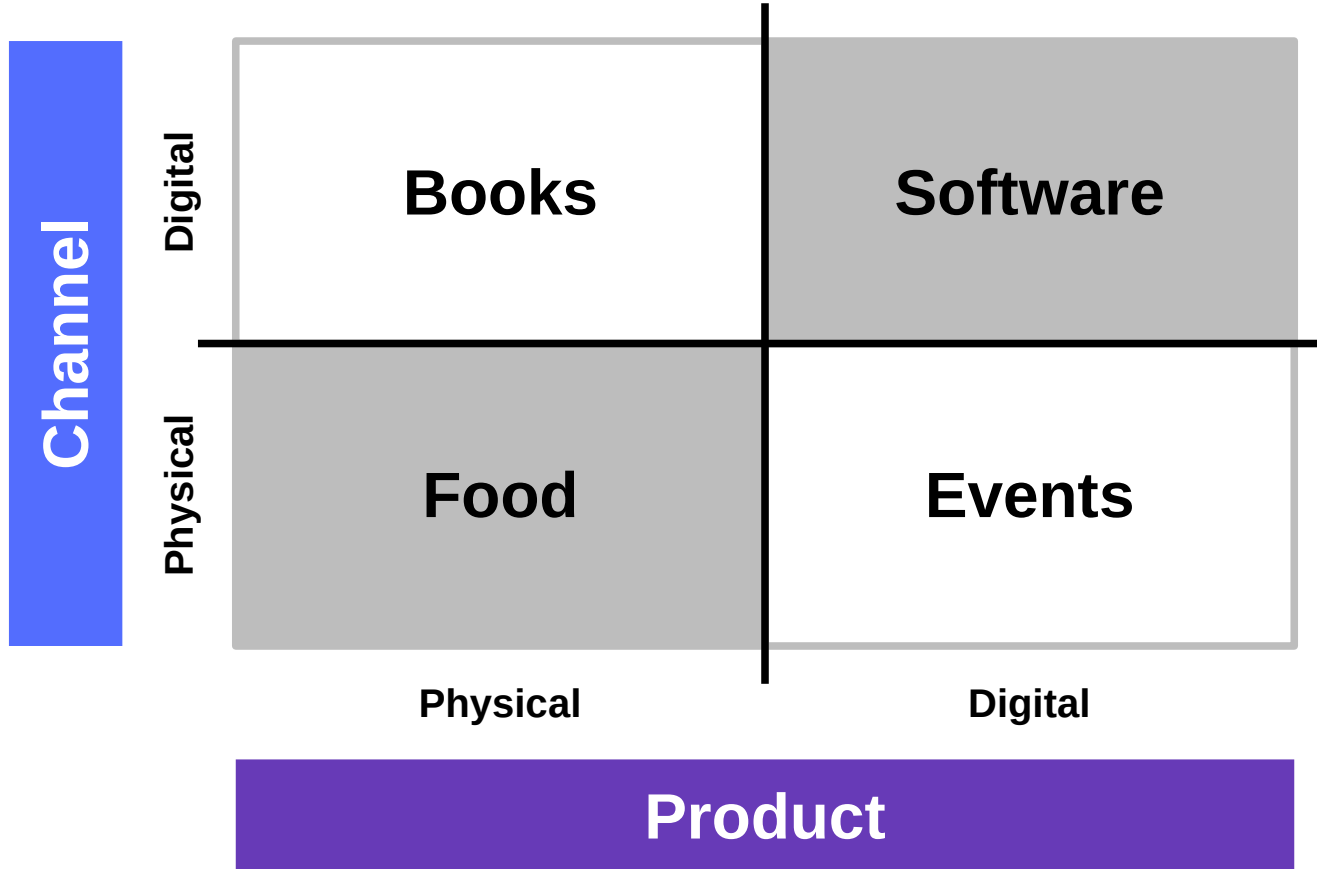 Channel
Digital
Books
Software
Physical
Food
Events
Physical
Digital
Product